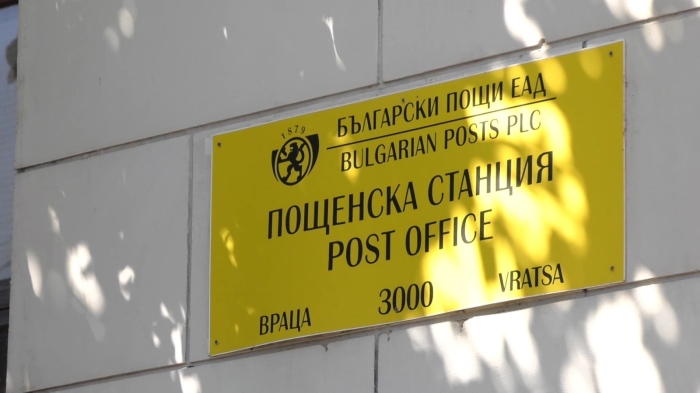 1879
БЪЛГАРСКИ ПОЩИ ЕАД
BULGARIAN POSTS PLC
ПОЩЕНСКА СТАНЦИЯ
POST OFFICE
ВРАЦА 3000 VRATSA